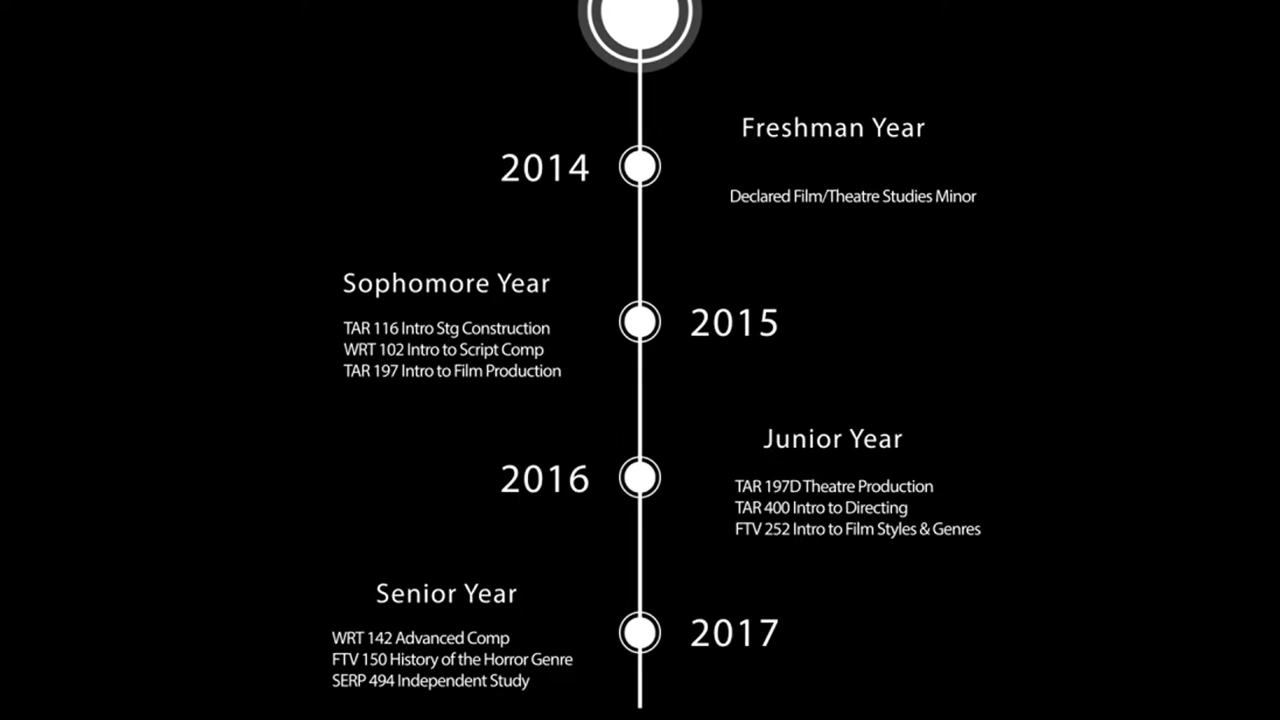 Freshman Year
2014
Declared Film/Theatre Studies Minor
Sophomore Year
2015
TAR 116 Intro Stg Construction
WRT 102 Intro to Script Comp
TAR 197 Intro to Film Production
Junior Year
2016
TAR 197D Theatre Production
TAR 400 Intro to Directing
FTV 252 Intro to Film Styles & Genres
Senior Year
2017
WRT 142 Advanced Comp
FTV 150 History of the Horror Genre
SERP 494 Independent Study